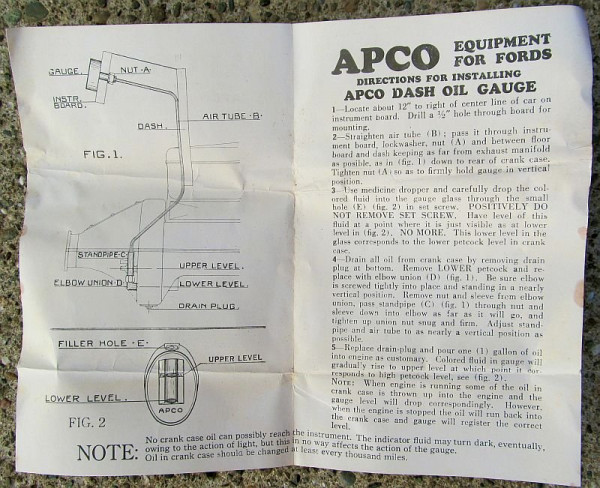 GAUGE.
NUT-A-
INSTR.
BOARD.
AIR TUBE -B-
DASH.
FIG. 1.
STANDPIPE-C
UPPER LEVEL.
LOWER LEVEL.
ELBOW UNION-D
DRAIN PLUG.
FILLER HOLE -E-
UPPER LEVEL
LOWER LEVEL.
APCO
FIG. 2
APCO EQUIPMENT
FOR FORDS
DIRECTIONS FOR INSTALLING
APCO DASH OIL GAUGE
1—Locate about 12" to right of center line of car on
instrument board. Drill a ½" hole through board for
mounting.
2—Straighten air tube (B); pass it through instru-
ment board, lockwasher, nut (A) and between floor
board and dash keeping as far from exhaust manifold
as posible, as in (fig. 1) down to rear of crank case.
Tighten nut (A) so as to firmly hold gauge in vertical
position.
3—Use medicine dropper and carefully drop the col-
ored fluid into the gauge glass through the small
hole (E) (fig. 2) in set screw. POSITIVELY DO
NOT REMOVE SET SCREW. Have level of this
fluid at a point where it is just visible as at lower
level in (fig. 2). NO MORE. This lower level in the
glass corresponds to the lower petcock level in crank
case.
4—Drain all oil from crank case by removing drain
plug at bottom. Remove LOWER petcock and re-
place with elbow union (D) (fig. 1). Be sure elbow
is screwed tightly into place and standing in a nearly
vertical position. Remove nut and sleeve from elbow
union, pass standpipe (C) (fig. 1) through nut and
sleeve down into elbow as far as it will go, and
tighten up union nut snug and firm. Adjust stand-
pipe and air tube to as nearly a vertical position as
possible.
5—Replace drain-plug and pour one (1) gallon of oil
into engine as customary. Colored fluid in gauge will
gradually rise to upper level at which point it cor-
responds to high petcock level, see (fig. 2).
NOTE: When engine is running some of the oil in
crank case is thrown up into the engine and the
gauge level will drop correspondingly. However,
when the engine is stopped the oil will run back into
the crank case and gauge will register the correct
level.
NOTE: No crank case oil can possibly reach the instrument. The indicator fluid may turn dark, eventually,
owing to the action of light, but this in no way affects the action of the gauge.
Oil in crank case should be changed at least every thousand miles.